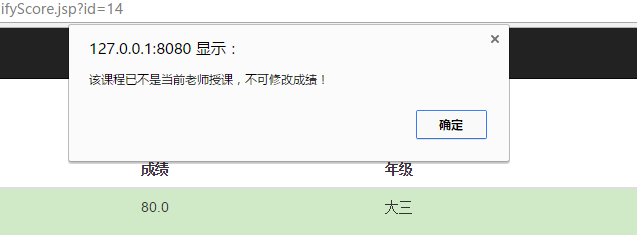 ifyScore.jsp?id=14
127.0.0.1:8080 显示：
该课程已不是当前老师授课，不可修改成绩！
确定
成绩 年级
80.0 大三